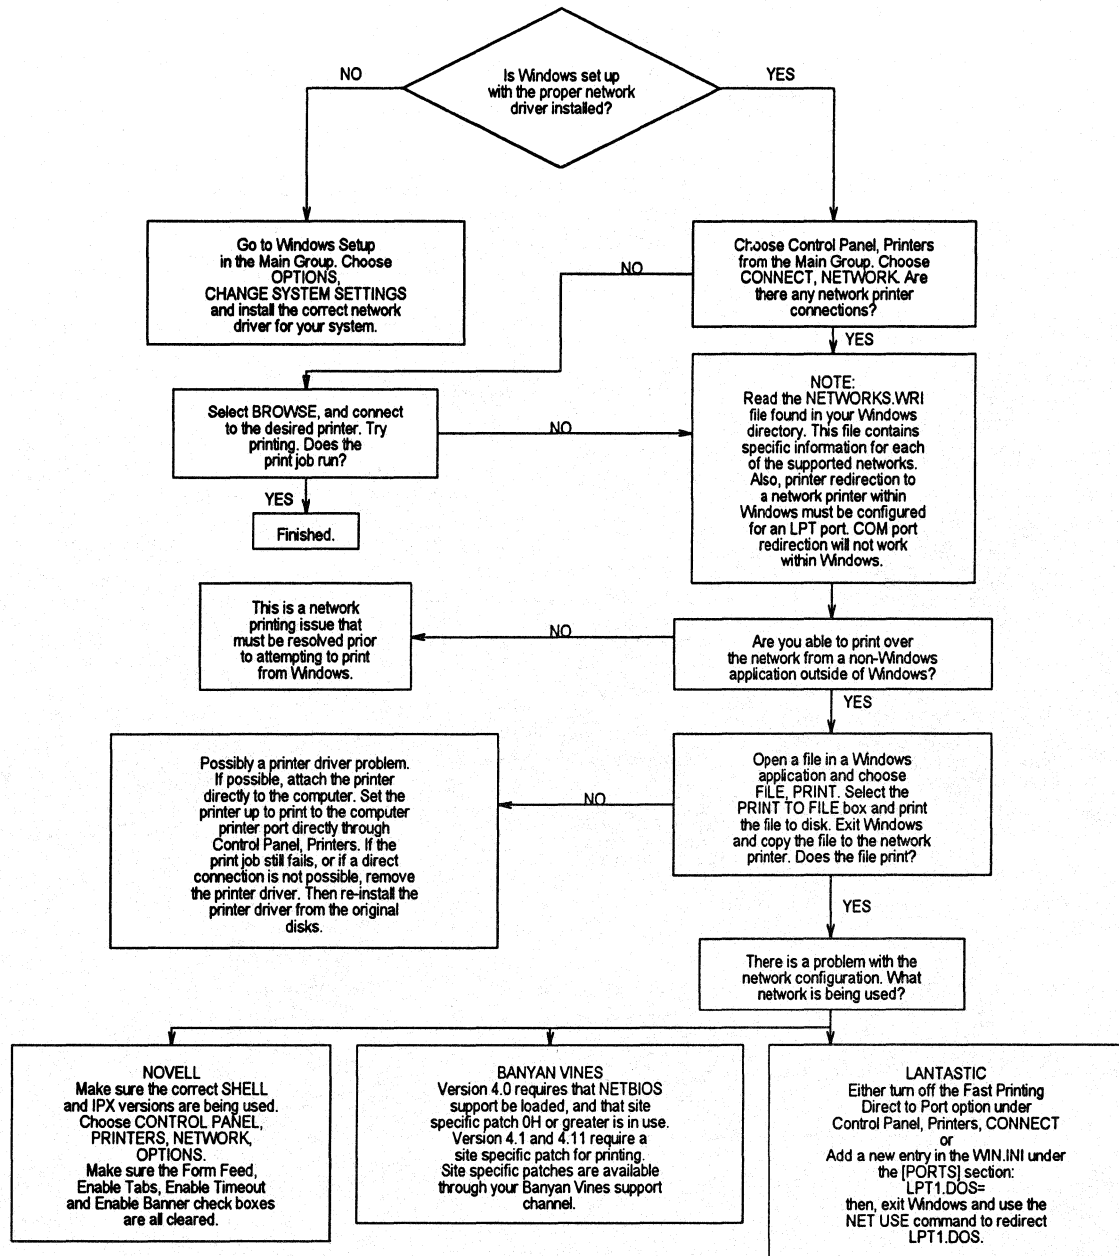 Is Windows set up
with the proper network
driver installed?
NO
YES
Go to Windows Setup
in the Main Group. Choose
OPTIONS,
CHANGE SYSTEM SETTINGS
and install the correct network
driver for your system.
Choose Control Panel, Printers
from the Main Group. Choose
CONNECT, NETWORK. Are
there any network printer
connections?
NO
YES
Select BROWSE, and connect
to the desired printer. Try
printing. Does the
print job run?
NO
YES
Finished.
NOTE:
Read the NETWORKS.WRI
file found in your Windows
directory. This file contains
specific information for each
of the supported networks.
Also, printer redirection to
a network printer within
Windows must be configured
for an LPT port. COM port
redirection will not work
within Windows.
This is a network
printing issue that
must be resolved prior
to attempting to print
from Windows.
NO
Are you able to print over
the network from a non-Windows
application outside of Windows?
YES
Possibly a printer driver problem.
If possible, attach the printer
directly to the computer. Set the
printer up to print to the computer
printer port directly through
Control Panel, Printers. If the
print job still fails, or if a direct
connection is not possible, remove
the printer driver. Then re-install the
printer driver from the original
disks.
NO
Open a file in a Windows
application and choose
FILE, PRINT. Select the
PRINT TO FILE box and print
the file to disk. Exit Windows
and copy the file to the network
printer. Does the file print?
YES
There is a problem with the
network configuration. What
network is being used?
NOVELL
Make sure the correct SHELL
and IPX versions are being used.
Choose CONTROL PANEL,
PRINTERS, NETWORK,
OPTIONS.
Make sure the Form Feed,
Enable Tabs, Enable Timeout
and Enable Banner check boxes
are all cleared.
BANYAN VINES
Version 4.0 requires that NETBIOS
support be loaded, and that site
specific patch 0H or greater is in use.
Version 4.1 and 4.11 require a
site specific patch for printing.
Site specific patches are available
through your Banyan Vines support
channel.
LANTASTIC
Either turn off the Fast Printing
Direct to Port option under
Control Panel, Printers, CONNECT
or
Add a new entry in the WIN.INI under
the [PORTS] section:
LPT1.DOS=
then, exit Windows and use the
NET USE command to redirect
LPT1.DOS.